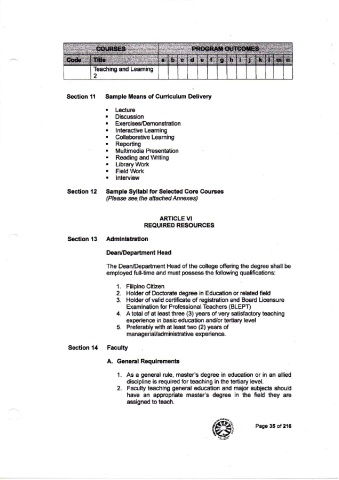 COURSES PROGRAM OUTCOMES
Code Title a b c d e f g h i j k l m n
Teaching and Learning
2
Section 11 Sample Means of Curriculum Delivery
• Lecture
• Discussion
• Exercises/Demonstration
• Interactive Learning
• Collaborative Learning
• Reporting
• Multimedia Presentation
• Reading and Writing
• Library Work
• Field Work
• Interview
Section 12 Sample Syllabi for Selected Core Courses
(Please see the attached Annexes)
ARTICLE VI
REQUIRED RESOURCES
Section 13 Administration
Dean/Department Head
The Dean/Department Head of the college offering the degree shall be
employed full-time and must possess the following qualifications:
1. Filipino Citizen
2. Holder of Doctorate degree in Education or related field
3. Holder of valid certificate of registration and Board Licensure
Examination for Professional Teachers (BLEPT)
4. A total of at least three (3) years of very satisfactory teaching
experience in basic education and/or tertiary level
5. Preferably with at least two (2) years of
managerial/administrative experience.
Section 14 Faculty
A. General Requirements
1. As a general rule, master's degree in education or in an allied
discipline is required for teaching in the tertiary level.
2. Faculty teaching general education and major subjects should
have an appropriate master's degree in the field they are
assigned to teach.
Page 35 of 216